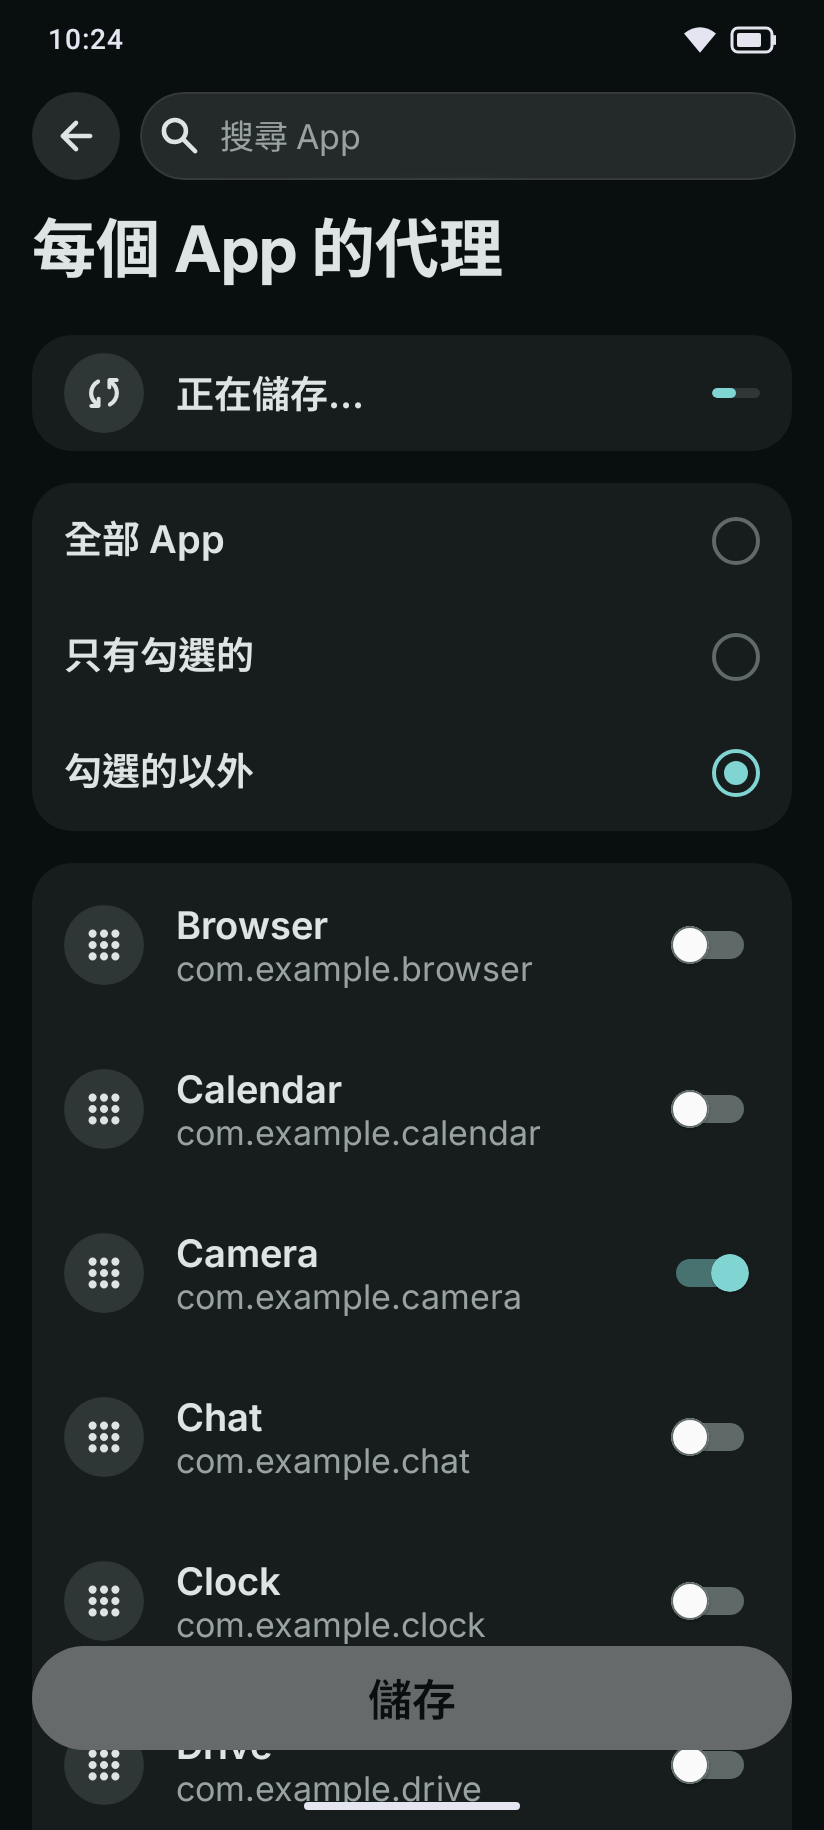 10:24
搜尋 App
每個 App 的代理
正在儲存...
全部 App
只有勾選的
勾選的以外
Browser
com.example.browser
Calendar
com.example.calendar
Camera
com.example.camera
Chat
com.example.chat
Clock
com.example.clock
儲存
Drive
com.example.drive